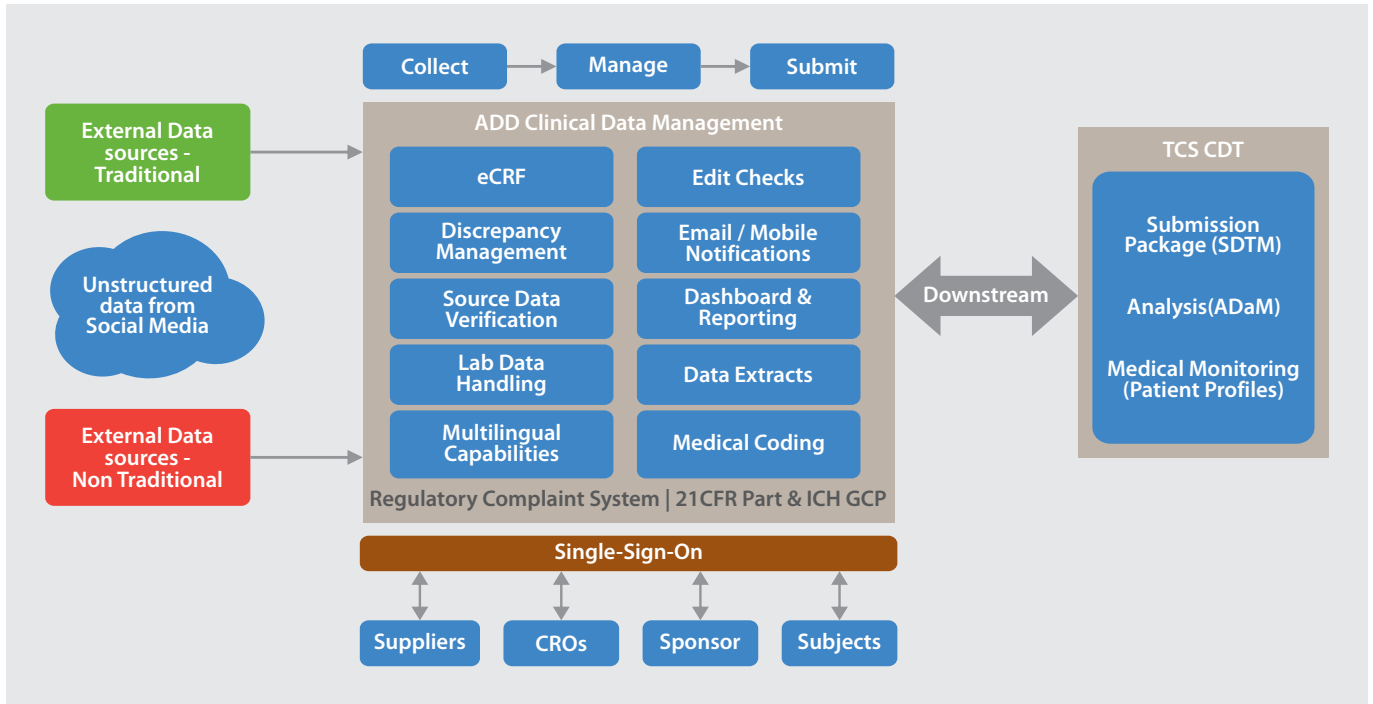 Collect
Manage
Submit
External Data
sources -
Traditional
Unstructured
data from
Social Media
External Data
sources -
Non Traditional
ADD Clinical Data Management
eCRF
Edit Checks
Discrepancy
Management
Email / Mobile
Notifications
Source Data
Verification
Dashboard &
Reporting
Lab Data
Handling
Data Extracts
Multilingual
Capabilities
Medical Coding
Regulatory Complaint System | 21CFR Part & ICH GCP
Downstream
TCS CDT
Submission
Package (SDTM)
Analysis(ADaM)
Medical Monitoring
(Patient Profiles)
Single-Sign-On
Suppliers
CROs
Sponsor
Subjects